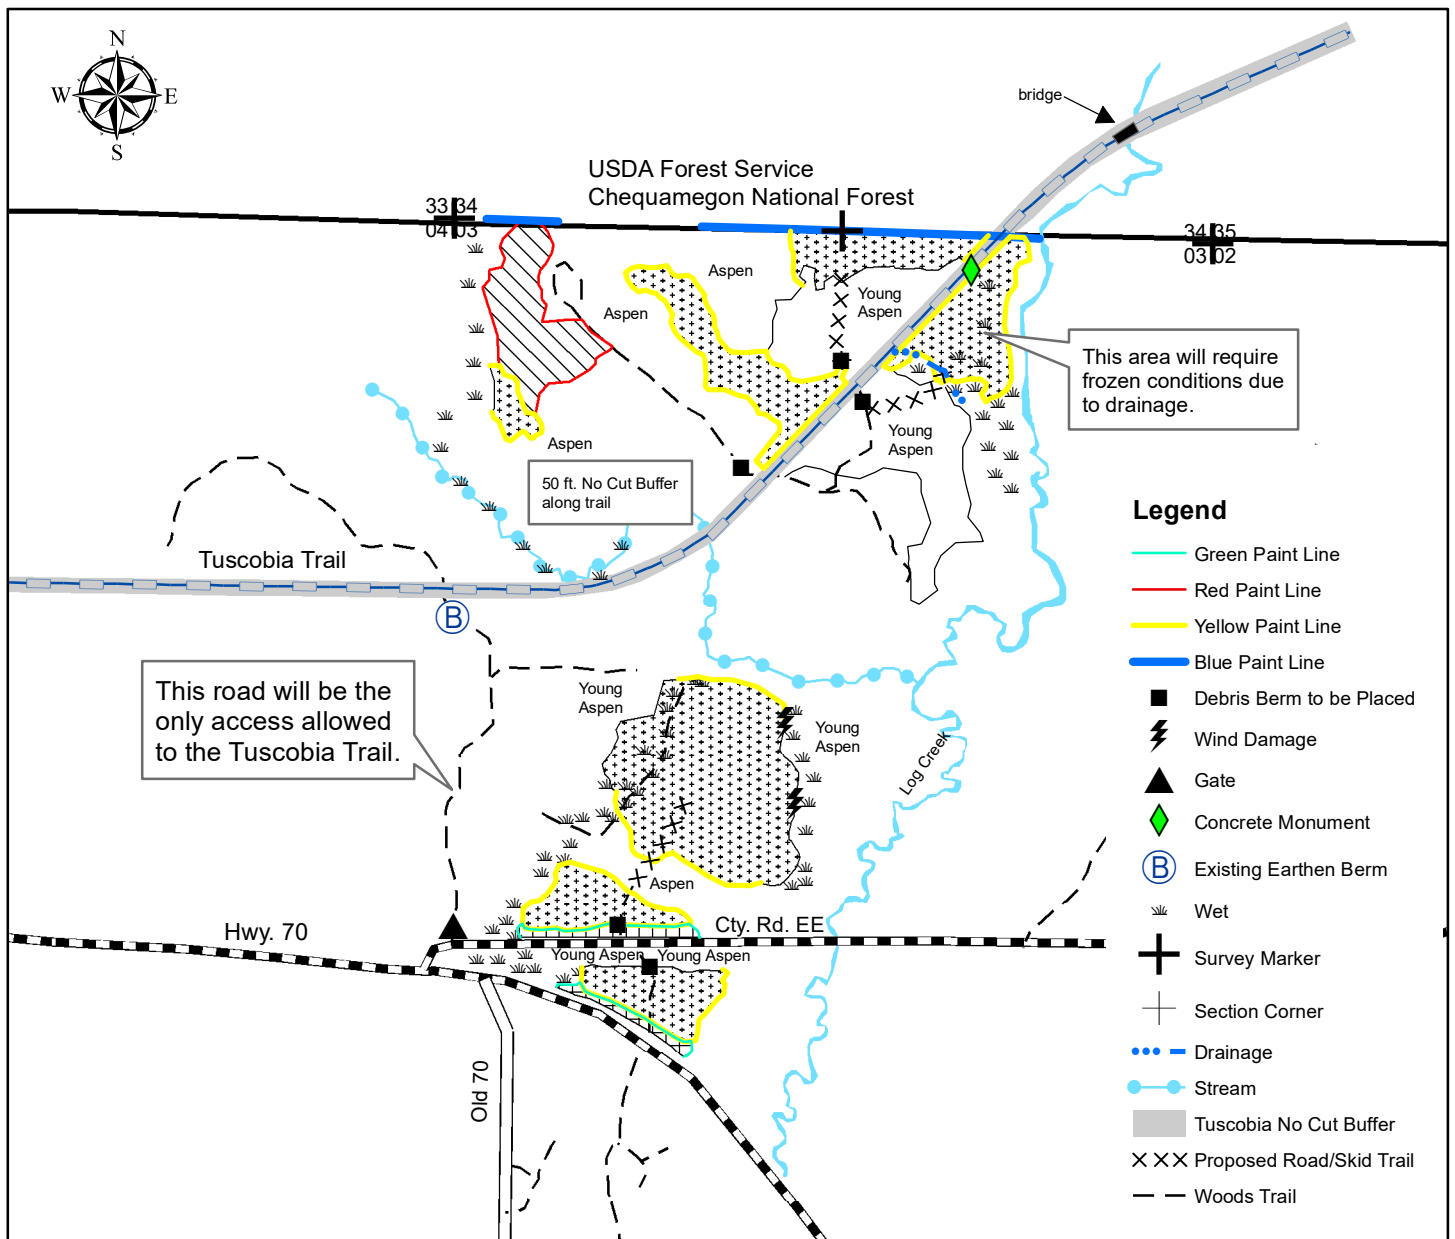 N
W
E
S
bridge
USDA Forest Service
Chequamegon National Forest
33 34
04 03
34 35
03 02
Aspen
Young
Aspen
Aspen
This area will require
frozen conditions due
to drainage.
Young
Aspen
Aspen
50 ft. No Cut Buffer
along trail
Tuscobia Trail
B
This road will be the
only access allowed
to the Tuscobia Trail.
Young
Aspen
Young
Aspen
Log Creek
Aspen
Hwy. 70
Cty. Rd. EE
Young Aspen
Young Aspen
Old 70
Legend
Green Paint Line
Red Paint Line
Yellow Paint Line
Blue Paint Line
Debris Berm to be Placed
Wind Damage
Gate
Concrete Monument
B Existing Earthen Berm
Wet
Survey Marker
Section Corner
Drainage
Stream
Tuscobia No Cut Buffer
Proposed Road/Skid Trail
Woods Trail